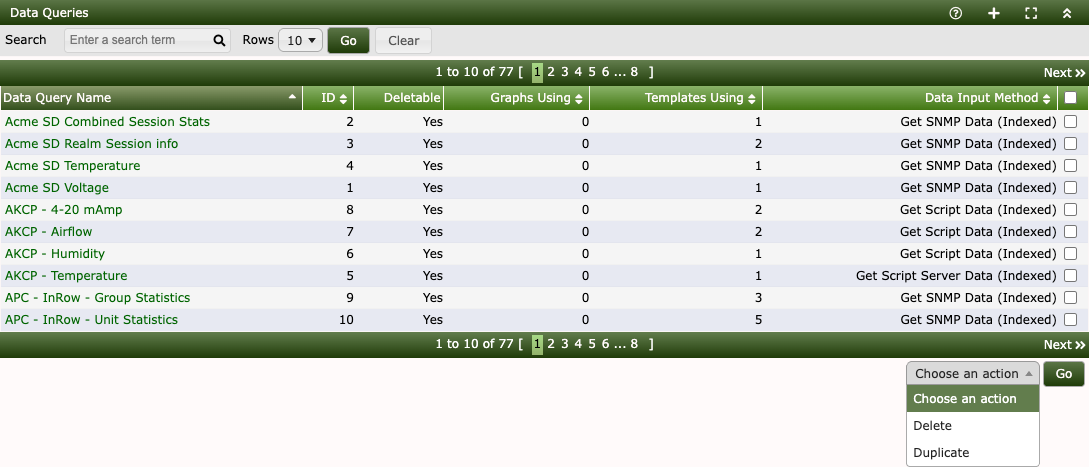 Data Queries
Search Enter a search term Rows 10 Go Clear
1 to 10 of 77 [ 1 2 3 4 5 6 ... 8 ] Next
Data Query Name ID Deletable Graphs Using Templates Using Data Input Method
Acme SD Combined Session Stats 2 Yes 0 1 Get SNMP Data (Indexed)
Acme SD Realm Session info 3 Yes 0 2 Get SNMP Data (Indexed)
Acme SD Temperature 4 Yes 0 1 Get SNMP Data (Indexed)
Acme SD Voltage 1 Yes 0 1 Get SNMP Data (Indexed)
AKCP - 4-20 mAmp 8 Yes 0 2 Get Script Data (Indexed)
AKCP - Airflow 7 Yes 0 2 Get Script Data (Indexed)
AKCP - Humidity 6 Yes 0 1 Get Script Data (Indexed)
AKCP - Temperature 5 Yes 0 1 Get Script Server Data (Indexed)
APC - InRow - Group Statistics 9 Yes 0 3 Get SNMP Data (Indexed)
APC - InRow - Unit Statistics 10 Yes 0 5 Get SNMP Data (Indexed)
1 to 10 of 77 [ 1 2 3 4 5 6 ... 8 ] Next
Choose an action Go
Choose an action
Delete
Duplicate